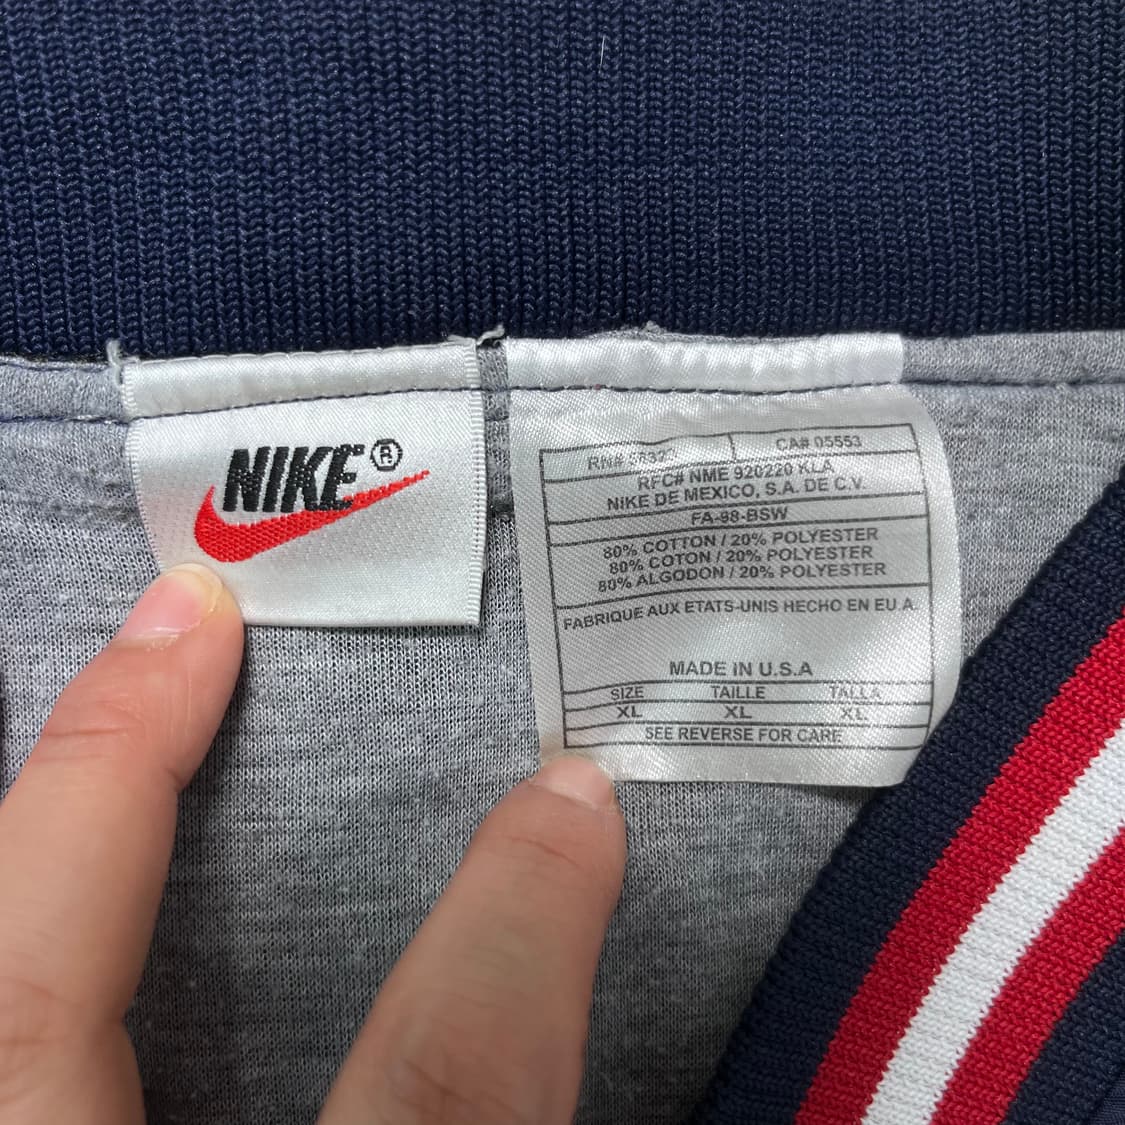 NIKE®
RN# 56323 CA# 05553
RFC# NME 920220 KLA
NIKE DE MEXICO, S.A. DE C.V.
FA-98-BSW
80% COTTON / 20% POLYESTER
80% COTON / 20% POLYESTER
80% ALGODON / 20% POLYESTER
FABRIQUE AUX ETATS-UNIS HECHO EN EU A.
MADE IN U.S.A
SIZE TAILLE TALLA
XL XL XL
SEE REVERSE FOR CARE